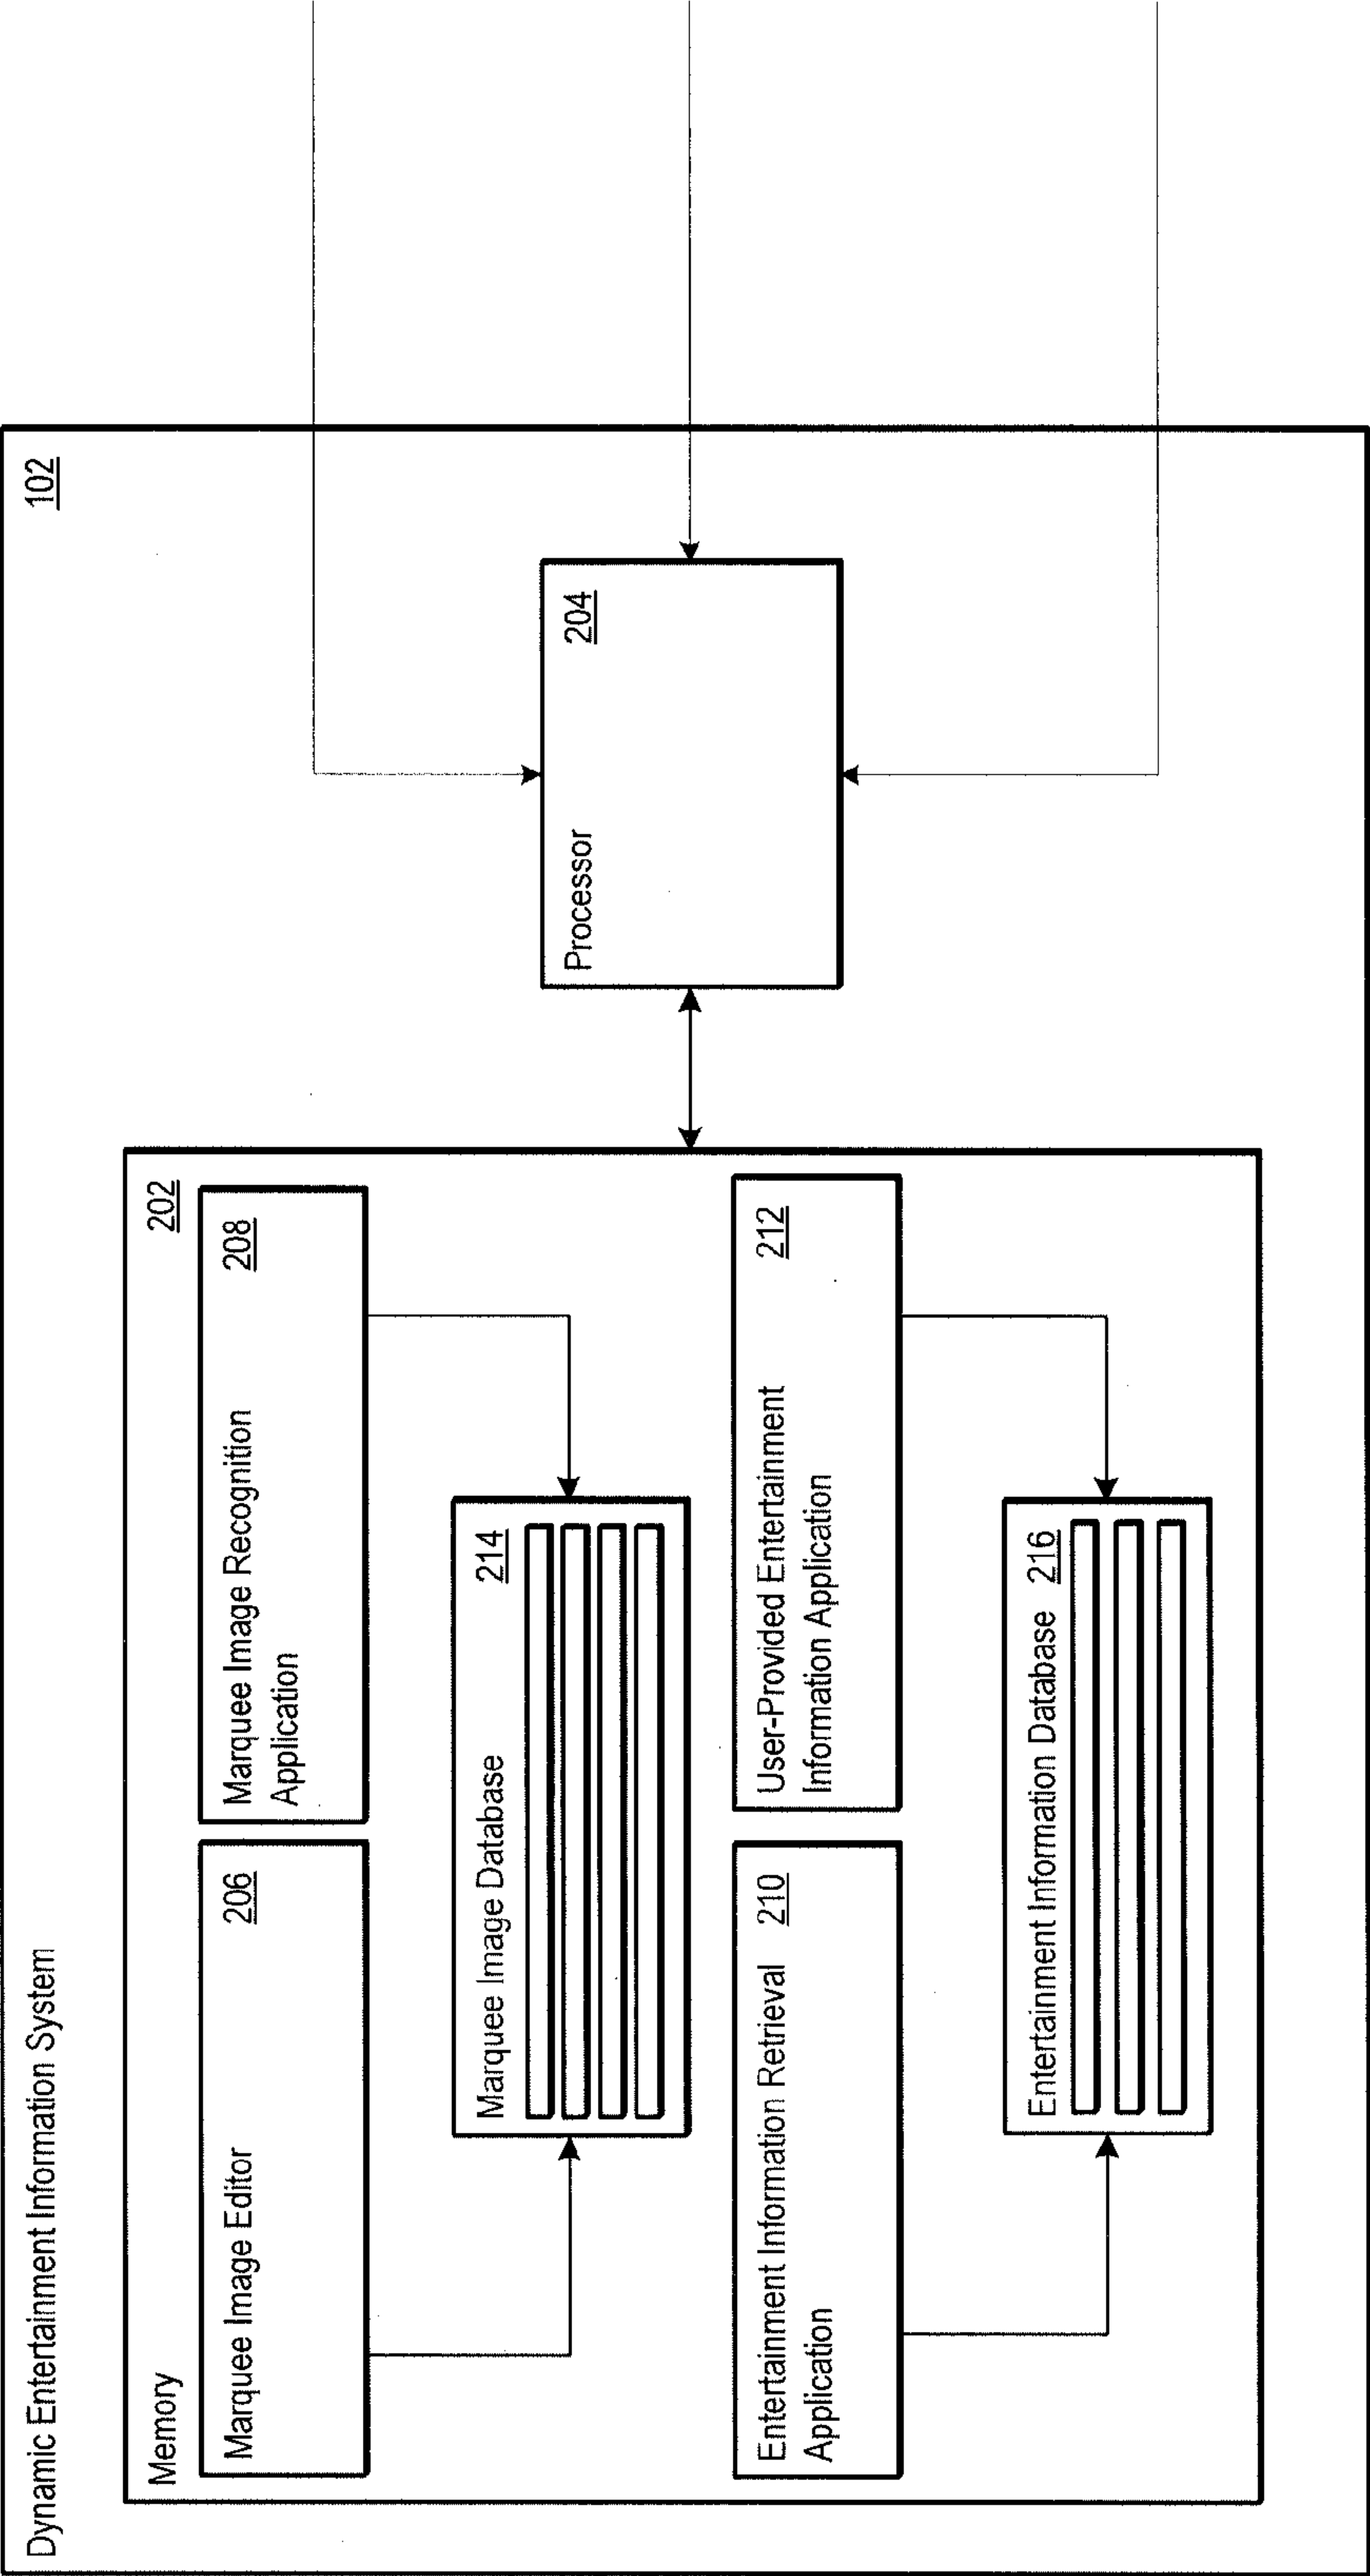 Dynamic Entertainment Information System 102
Memory 202
Marquee Image Editor 206
Marquee Image Recognition 208
Application
Marquee Image Database 214
Entertainment Information Retrieval 210
Application
User-Provided Entertainment 212
Information Application
Entertainment Information Database 216
Processor 204